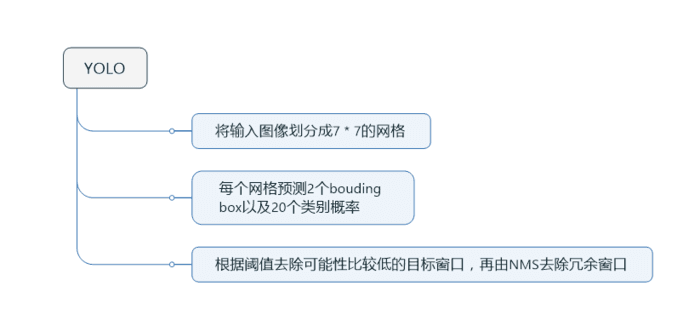 YOLO
将输入图像划分成7 * 7的网格
每个网格预测2个bouding
box以及20个类别概率
根据阈值去除可能性比较低的目标窗口，再由NMS去除冗余窗口